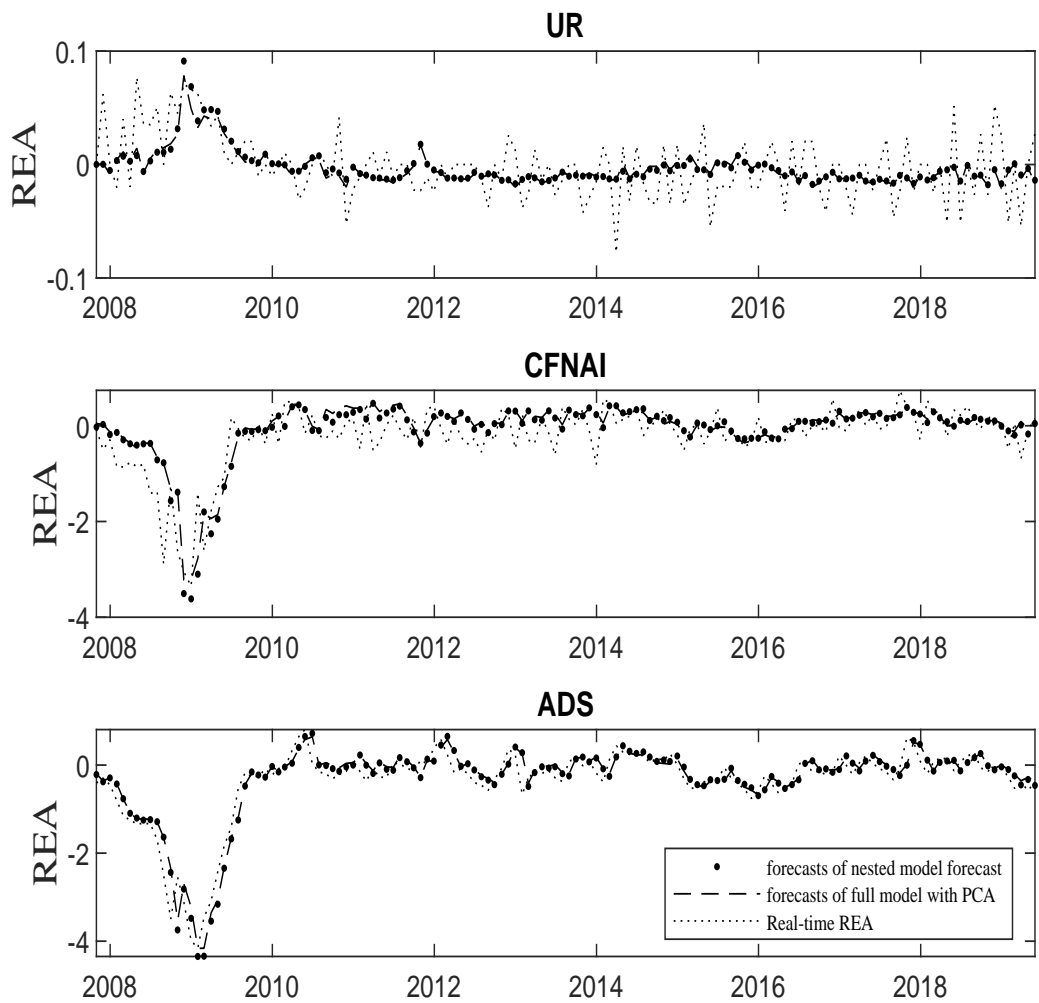 UR
0.1
0
-0.1
REA
2008 2010 2012 2014 2016 2018
CFNAI
0
-2
-4
REA
2008 2010 2012 2014 2016 2018
ADS
0
-2
-4
REA
forecasts of nested model forecast
forecasts of full model with PCA
Real-time REA
2008 2010 2012 2014 2016 2018